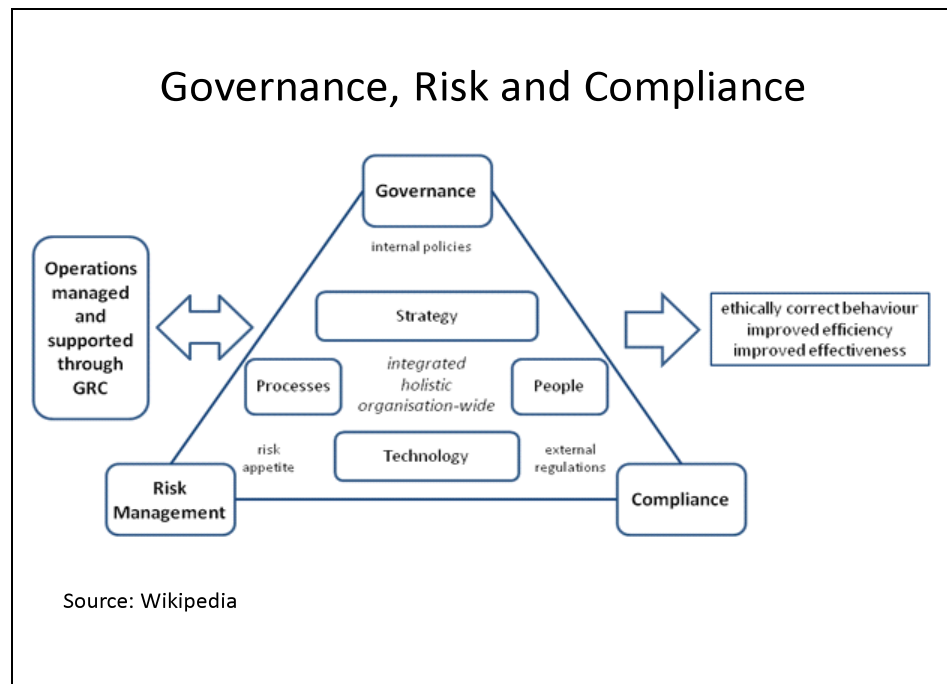 Governance, Risk and Compliance
Governance
internal policies
Operations
managed
and
supported
through
GRC
Strategy
ethically correct behaviour
improved efficiency
improved effectiveness
Processes
integrated
holistic
organisation-wide
People
risk
appetite
Technology
external
regulations
Risk
Management
Compliance
Source: Wikipedia